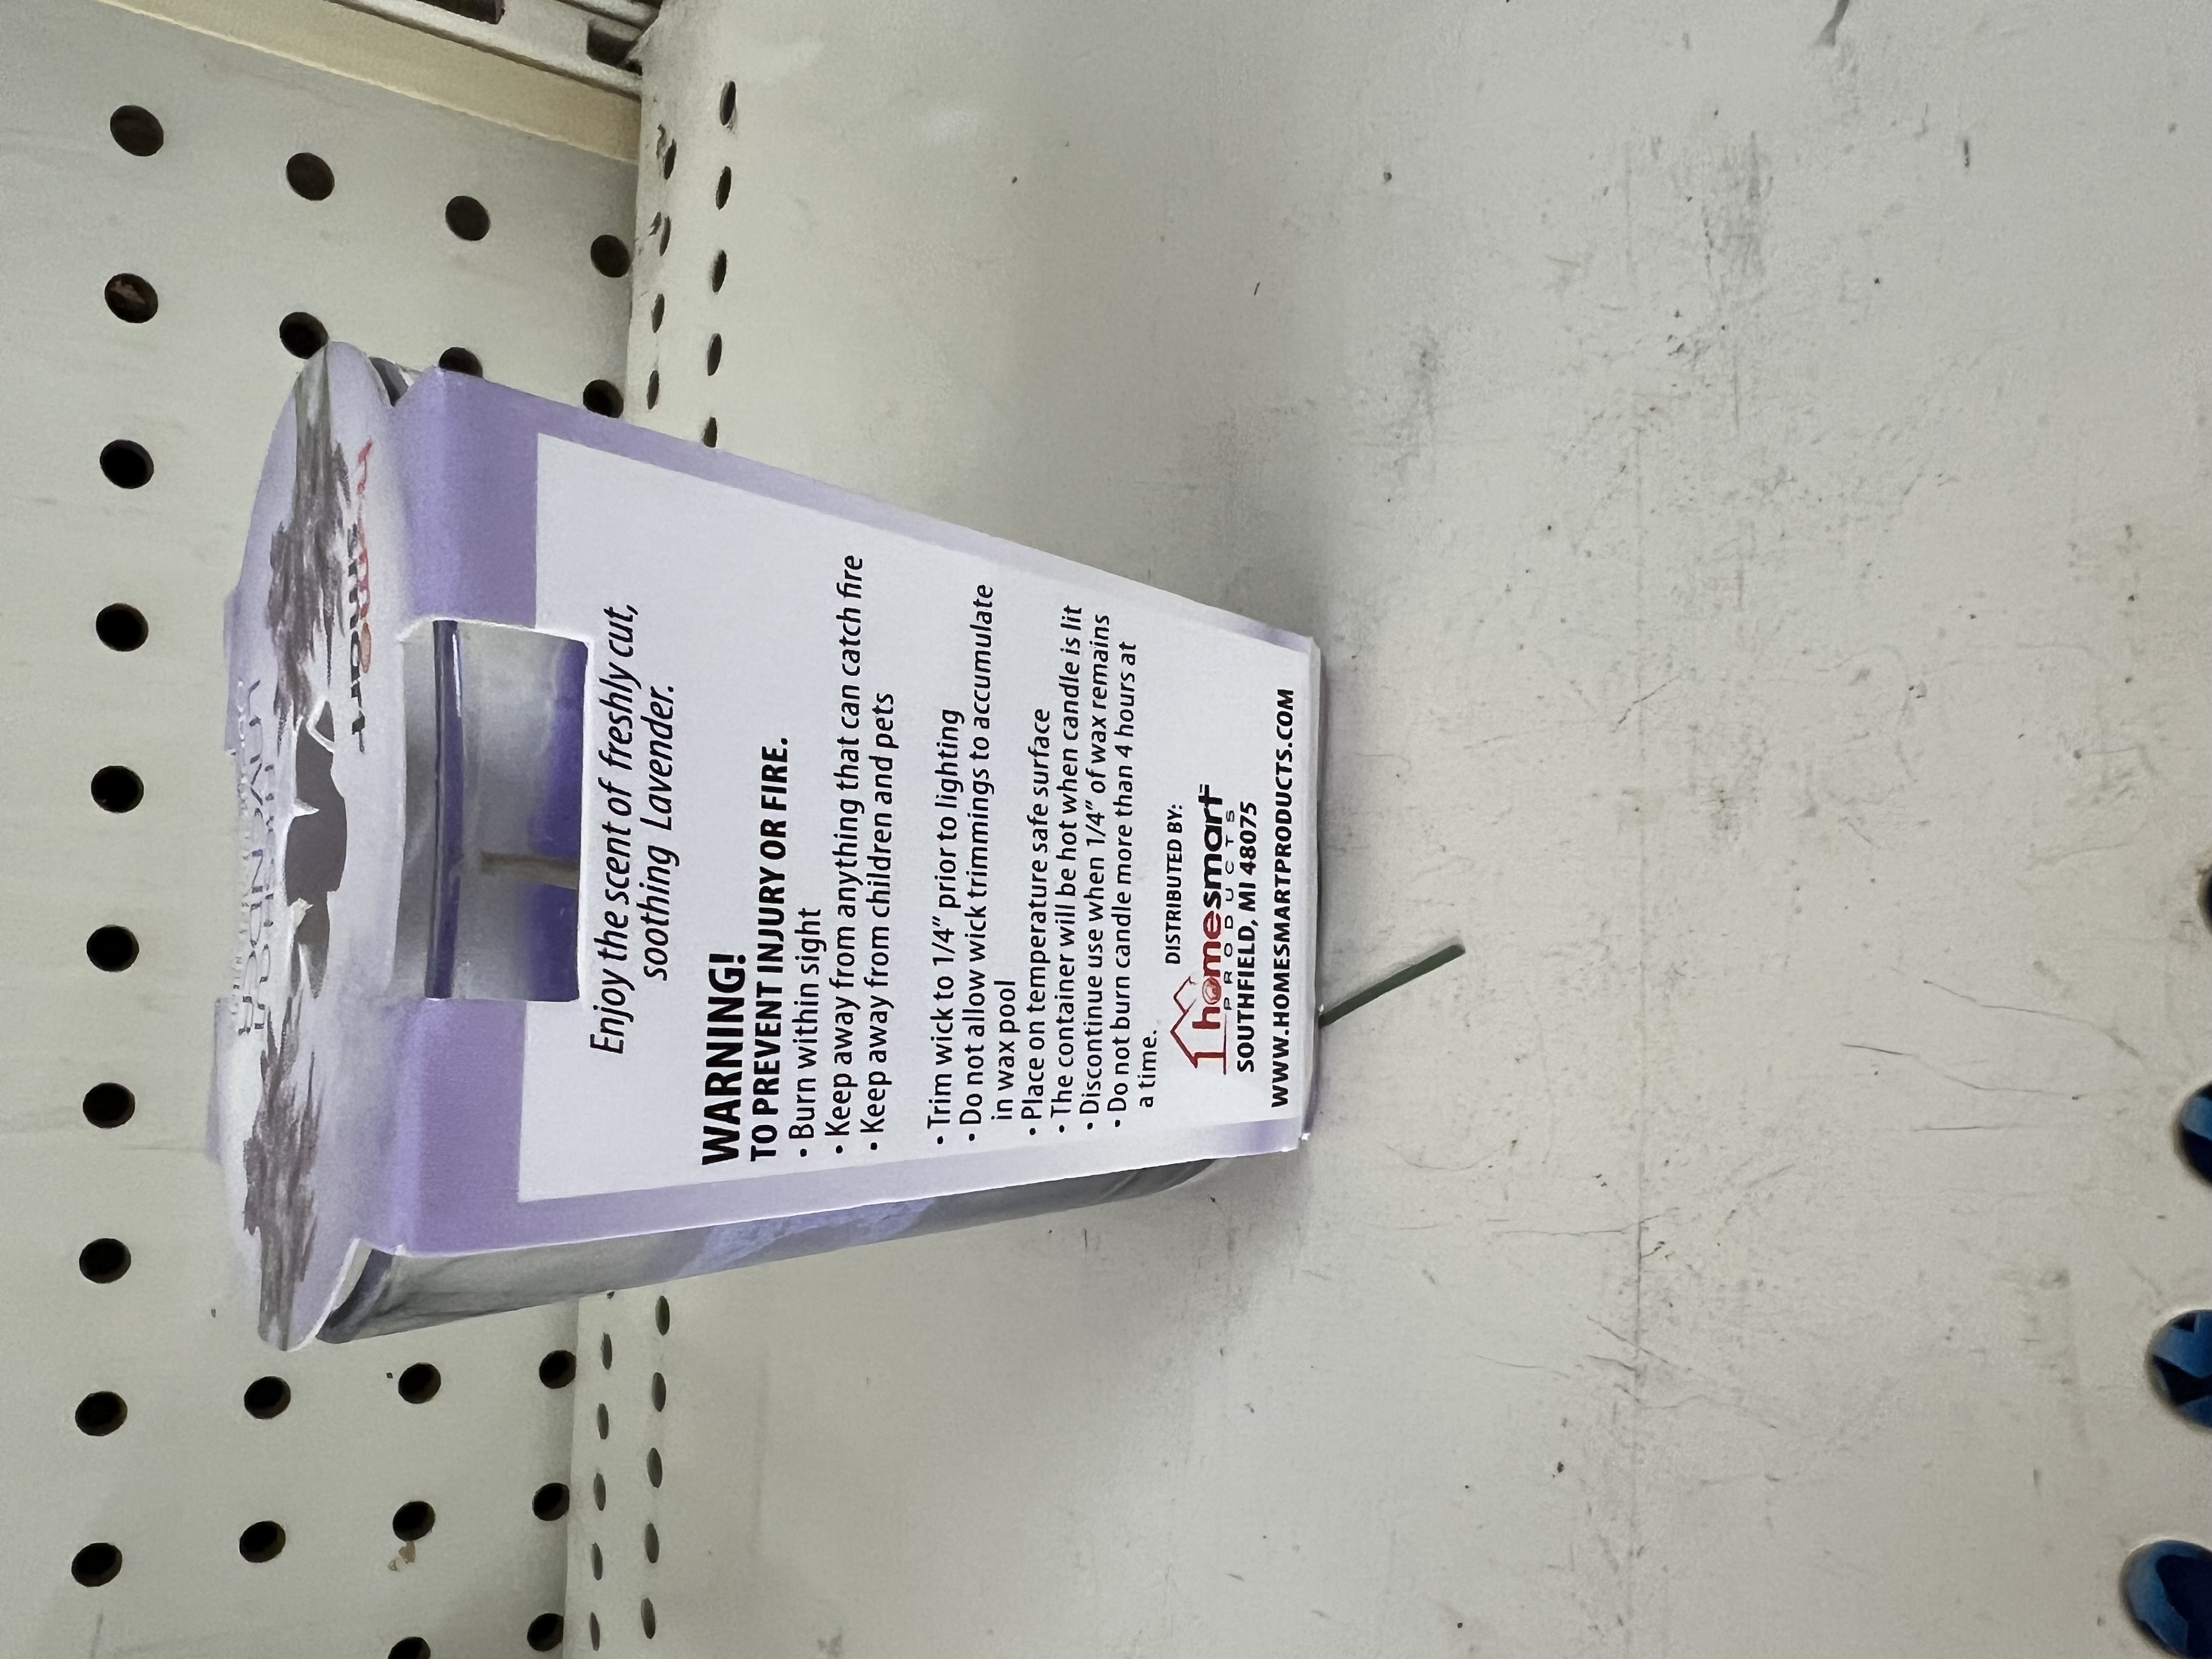 LAVENDER
Enjoy the scent of freshly cut,
soothing Lavender.
WARNING!
TO PREVENT INJURY OR FIRE.
• Burn within sight
• Keep away from anything that can catch fire
• Keep away from children and pets
• Trim wick to 1/4" prior to lighting
• Do not allow wick trimmings to accumulate
in wax pool
• Place on temperature safe surface
• The container will be hot when candle is lit
• Discontinue use when 1/4" of wax remains
• Do not burn candle more than 4 hours at
a time.
DISTRIBUTED BY:
homesmart
PRODUCTS
SOUTHFIELD, MI 48075
WWW.HOMESMARTPRODUCTS.COM